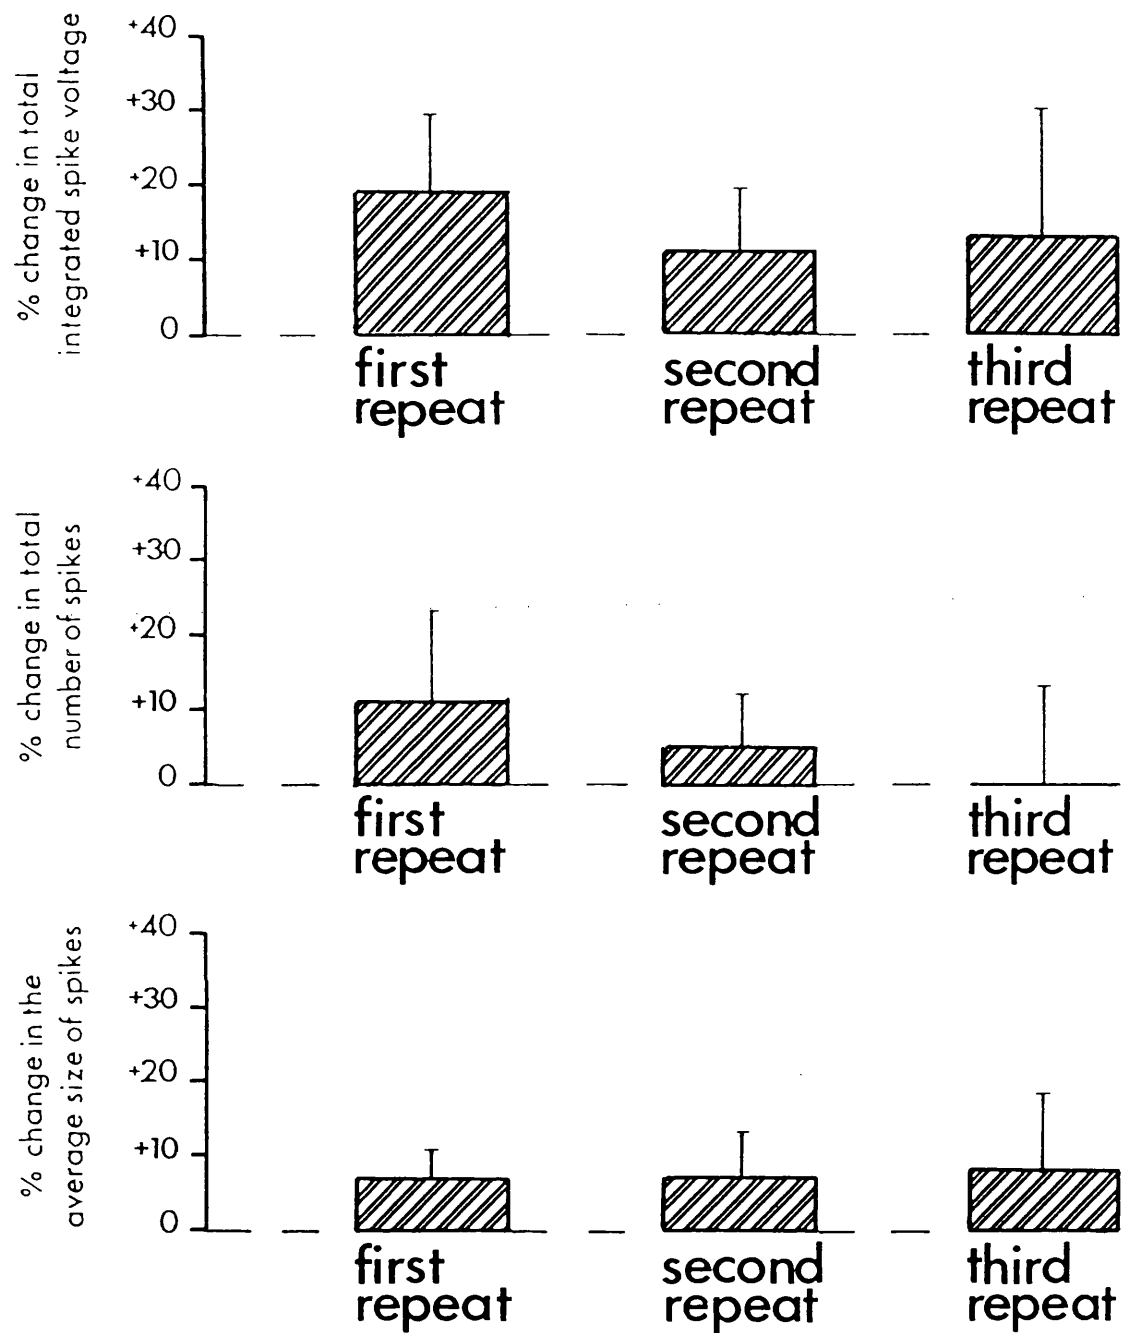 % change in total
integrated spike voltage
+40
+30
+20
+10
0
first
repeat
second
repeat
third
repeat
% change in total
number of spikes
+40
+30
+20
+10
0
first
repeat
second
repeat
third
repeat
% change in the
average size of spikes
+40
+30
+20
+10
0
first
repeat
second
repeat
third
repeat